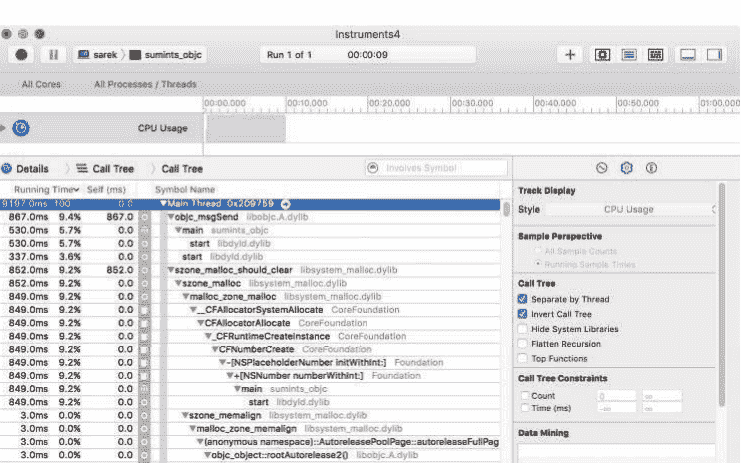 Instruments4
sarek sumints_objc Run 1 of 1 00:00:09
All Cores All Processes / Threads
00:00.000 00:10.000 00:20.000 00:30.000 00:40.000 00:50.000 01:00.000
CPU Usage
Details Call Tree Call Tree Involves Symbol
Running Time Self (ms) Symbol Name
9197.0ms 100 0.0 Main Thread 0x209759
867.0ms 9.4% 867.0 objc_msgSend libobjc.A.dylib
530.0ms 5.7% 0.0 main sumints_objc
530.0ms 5.7% 0.0 start libdyld.dylib
337.0ms 3.6% 0.0 start libdyld.dylib
852.0ms 9.2% 852.0 szone_malloc_should_clear libsystem_malloc.dylib
852.0ms 9.2% 0.0 szone_malloc libsystem_malloc.dylib
849.0ms 9.2% 0.0 malloc_zone_malloc libsystem_malloc.dylib
849.0ms 9.2% 0.0 __CFAllocatorSystemAllocate CoreFoundation
849.0ms 9.2% 0.0 CFAllocatorAllocate CoreFoundation
849.0ms 9.2% 0.0 _CFRuntimeCreateInstance CoreFoundation
849.0ms 9.2% 0.0 CFNumberCreate CoreFoundation
849.0ms 9.2% 0.0 -[NSPlaceholderNumber initWithInt:] Foundation
849.0ms 9.2% 0.0 +[NSNumber numberWithInt:] Foundation
849.0ms 9.2% 0.0 main sumints_objc
849.0ms 9.2% 0.0 start libdyld.dylib
3.0ms 0.0% 0.0 szone_memalign libsystem_malloc.dylib
3.0ms 0.0% 0.0 malloc_zone_memalign libsystem_malloc.dylib
3.0ms 0.0% 0.0 (anonymous namespace)::AutoreleasePoolPage::autoreleaseFullPag
3.0ms 0.0% 0.0 objc_object::rootAutorelease2() libobjc.A.dylib
Track Display
Style CPU Usage
Sample Perspective
All Sample Counts
Running Sample Times
Call Tree
Separate by Thread
Invert Call Tree
Hide System Libraries
Flatten Recursion
Top Functions
Call Tree Constraints
Count 0 ∞
Time (ms) -∞ ∞
Data Mining